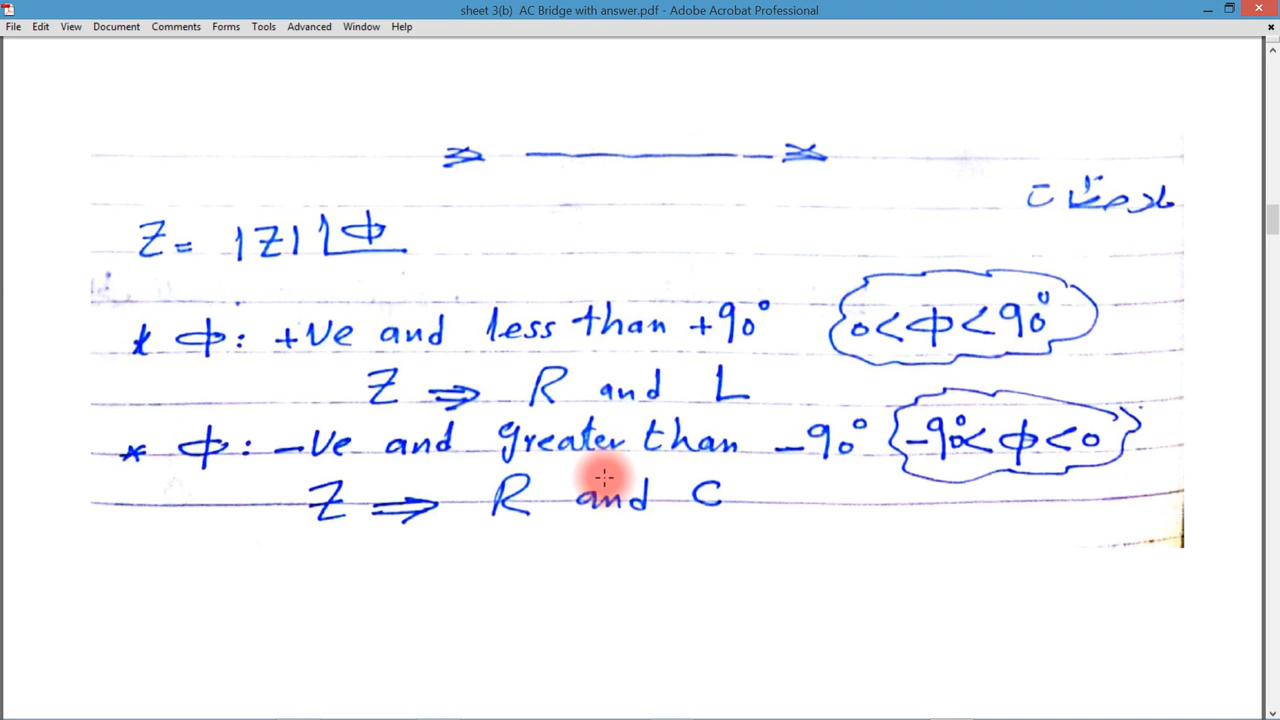 sheet 3(b) AC Bridge with answer.pdf - Adobe Acrobat Professional
File Edit View Document Comments Forms Tools Advanced Window Help
ملاحظات
Z = |Z| ⌊Φ
* Φ: +ve and less than +90° 0<Φ<90°
Z ⇒ R and L
* Φ: -ve and greater than -90° -90°<Φ<0
Z ⇒ R and C